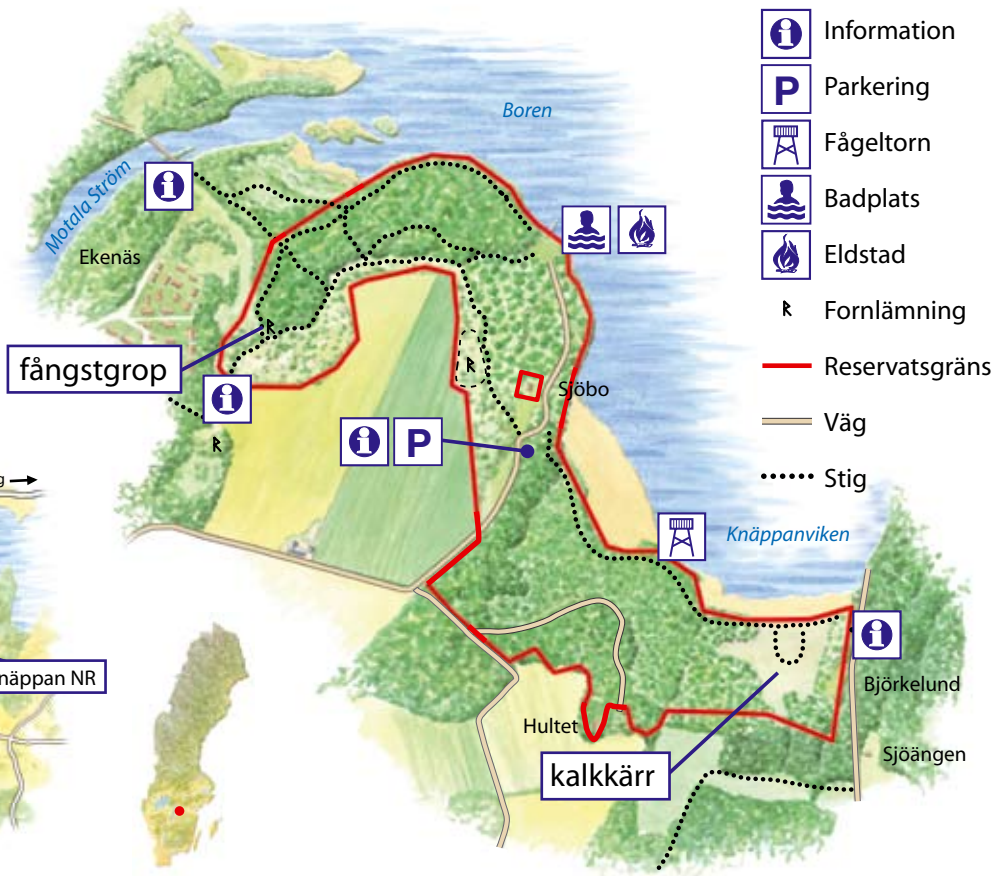 Information
P
Parkering
Fågeltorn
Badplats
Eldstad
Fornlämning
Reservatsgräns
Väg
Stig
Boren
Motala Ström
Ekenäs
fångstgrop
Sjöbo
P
Knäppanviken
näppan NR
Björkelund
Hultet
Sjöängen
kalkkärr